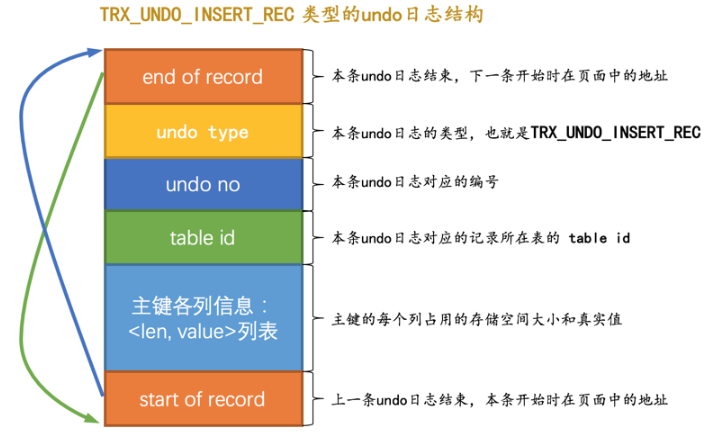 TRX_UNDO_INSERT_REC 类型的undo日志结构
end of record
本条undo日志结束，下一条开始时在页面中的地址
undo type
本条undo日志的类型，也就是TRX_UNDO_INSERT_REC
undo no
本条undo日志对应的编号
table id
本条undo日志对应的记录所在表的 table id
主键各列信息：
<len, value>列表
主键的每个列占用的存储空间大小和真实值
start of record
上一条undo日志结束，本条开始时在页面中的地址